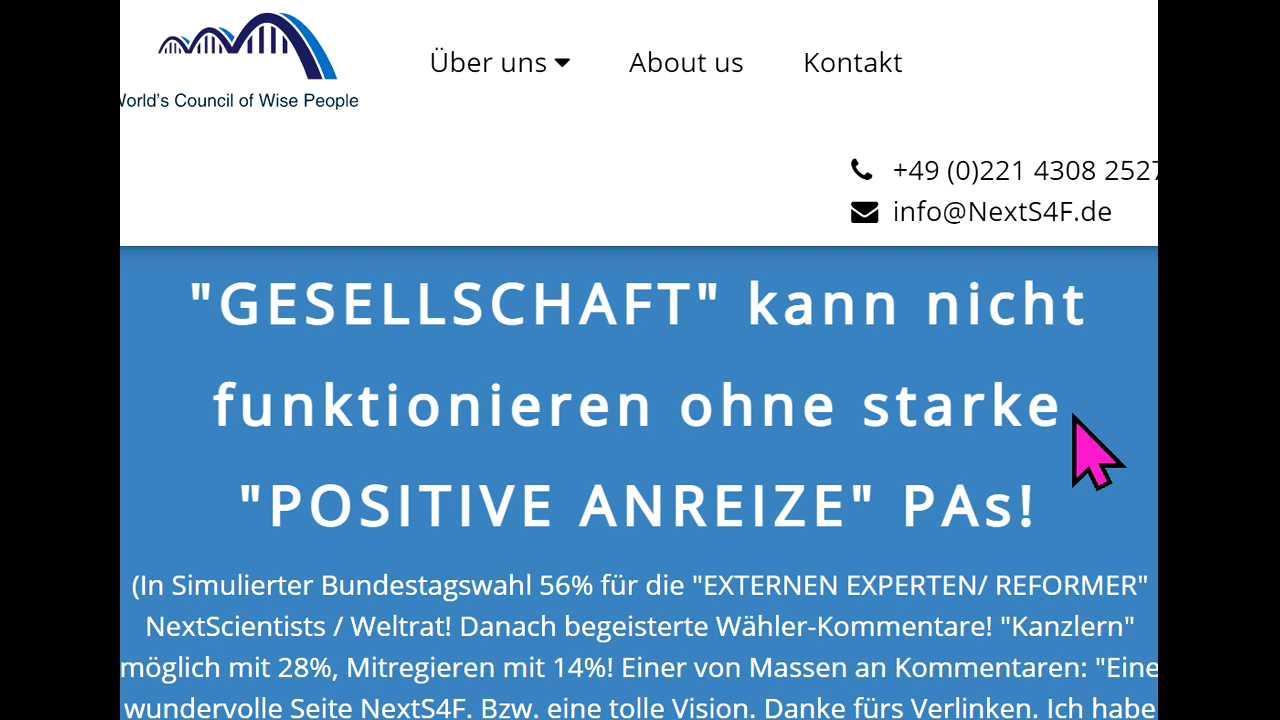 Über uns
About us
Kontakt
World's Council of Wise People
+49 (0)221 4308 2527
info@NextS4F.de
"GESELLSCHAFT" kann nicht
funktionieren ohne starke
"POSITIVE ANREIZE" PAs!
(In Simulierter Bundestagswahl 56% für die "EXTERNEN EXPERTEN/ REFORMER"
NextScientists / Weltrat! Danach begeisterte Wähler-Kommentare! "Kanzlern"
möglich mit 28%, Mitregieren mit 14%! Einer von Massen an Kommentaren: "Eine
wundervolle Seite NextS4F. Bzw. eine tolle Vision. Danke fürs Verlinken. Ich habe